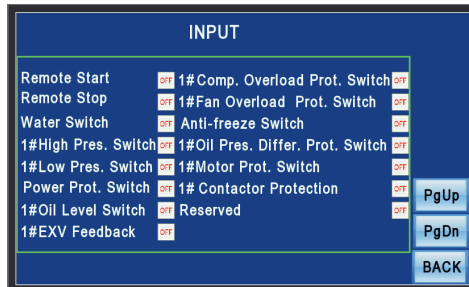 INPUT
Remote Start OFF 1#Comp. Overload Prot. Switch OFF
Remote Stop OFF 1#Fan Overload Prot. Switch OFF
Water Switch OFF Anti-freeze Switch OFF
1#High Pres. Switch OFF 1#Oil Pres. Differ. Prot. Switch OFF
1#Low Pres. Switch OFF 1#Motor Prot. Switch OFF
Power Prot. Switch OFF 1# Contactor Protection OFF
1#Oil Level Switch OFF Reserved OFF
1#EXV Feedback OFF
PgUp
PgDn
BACK